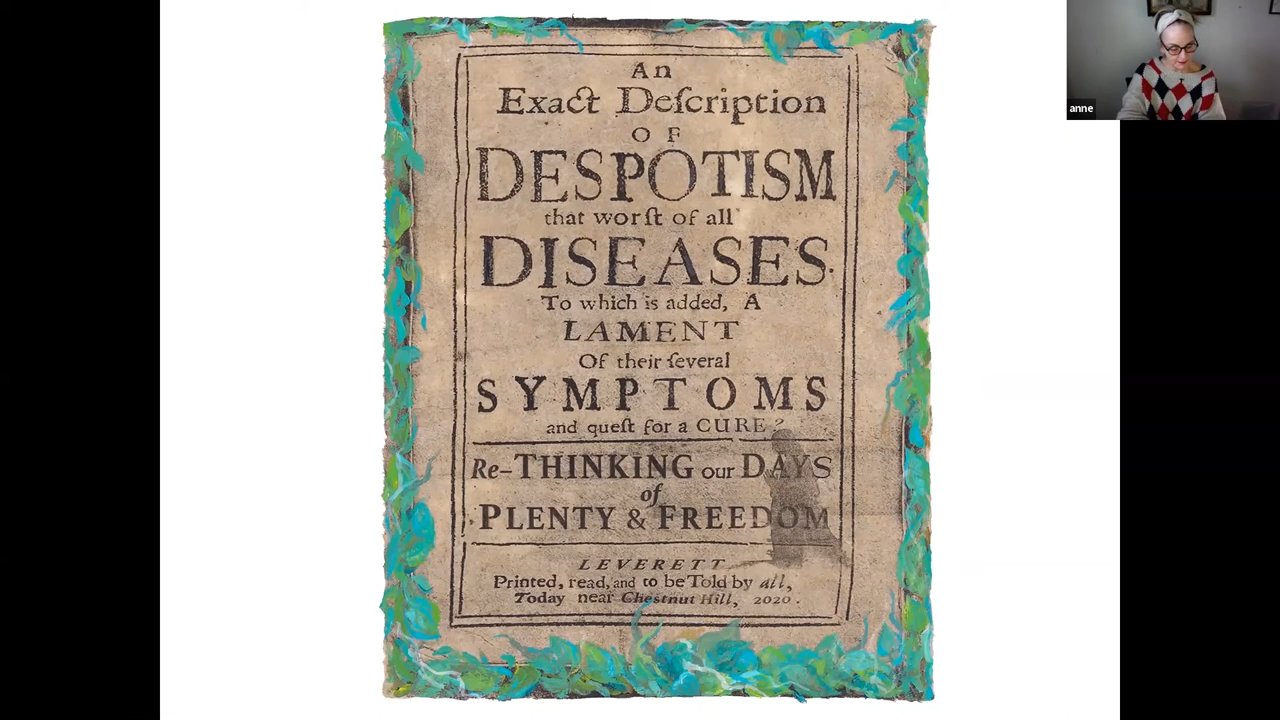 An
Exact Deſcription
OF
DESPOTISM
that worſt of all
DISEASES.
To which is added, A
LAMENT
Of their ſeveral
SYMPTOMS
and queſt for a CURE?
Re-THINKING our DAYS
of
PLENTY & FREEDOM
LEVERETT
Printed, read, and to be Told by all,
Today near Chestnut Hill, 2020.
anne